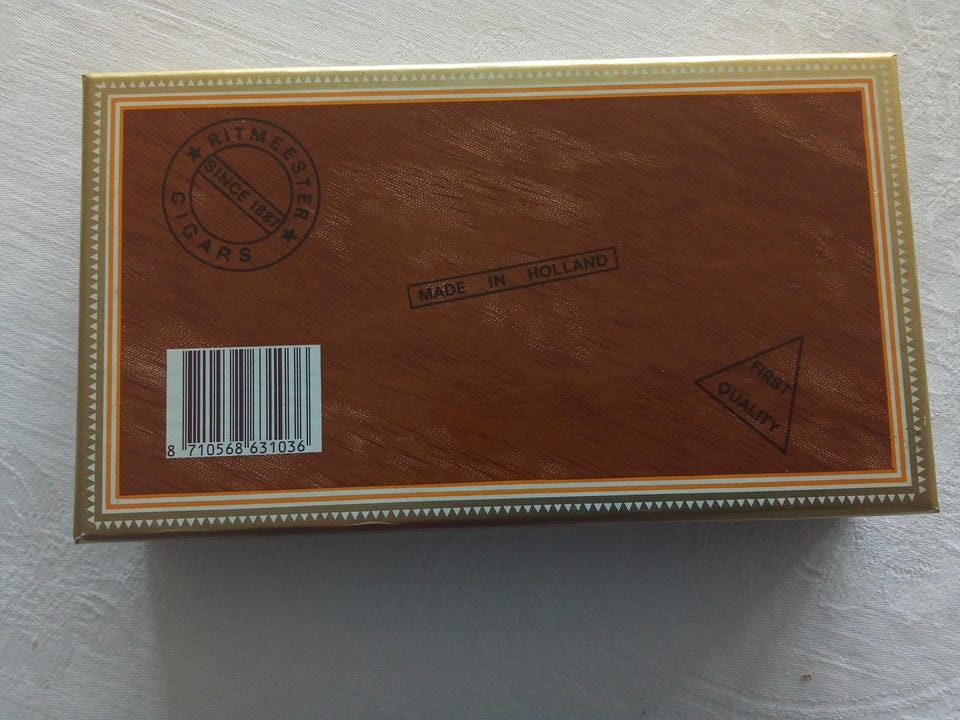 RITMEESTER
SINCE 1887
CIGARS
MADE IN HOLLAND
FIRST
QUALITY
8 710568 631036